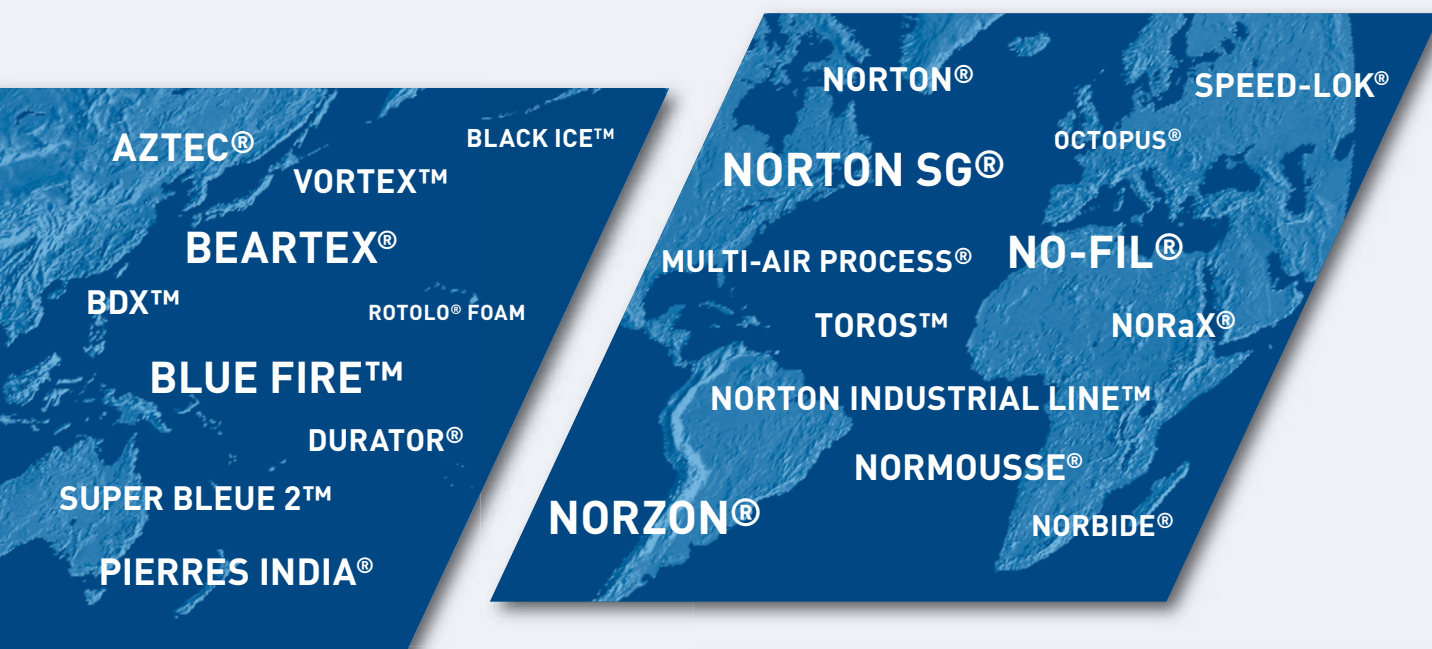 AZTEC®
BLACK ICE™
VORTEX™
BEARTEX®
BDX™
ROTOLO® FOAM
BLUE FIRE™
DURATOR®
SUPER BLEUE 2™
PIERRES INDIA®
NORTON®
SPEED-LOK®
OCTOPUS®
NORTON SG®
MULTI-AIR PROCESS®
NO-FIL®
TOROS™
NORaX®
NORTON INDUSTRIAL LINE™
NORMOUSSE®
NORZON®
NORBIDE®